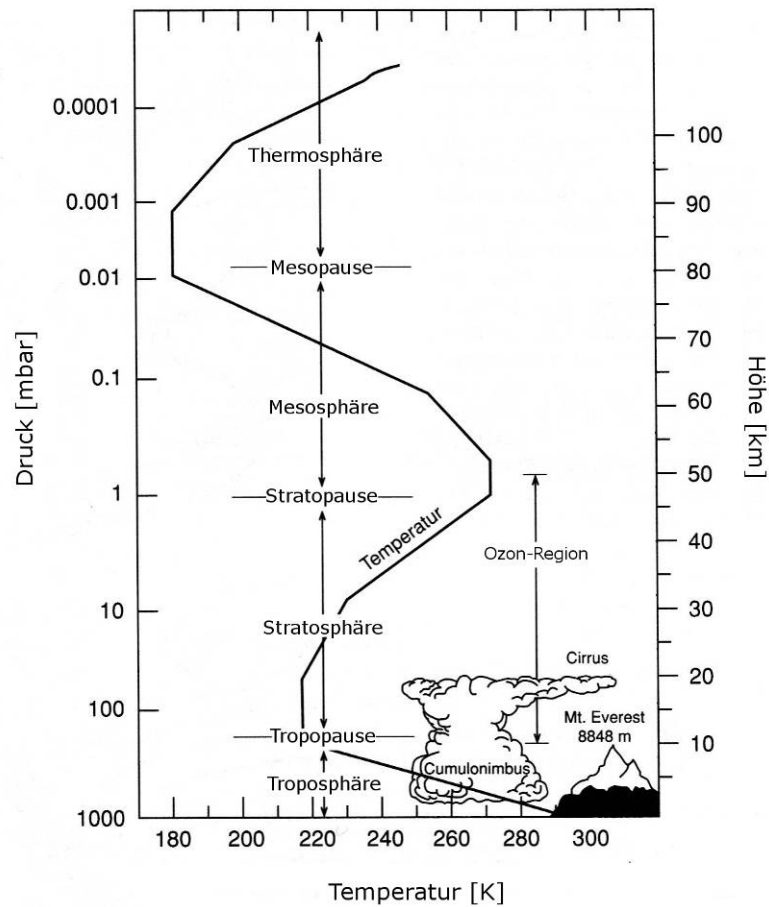 0.0001
0.001
0.01
0.1
1
10
100
1000
Druck [mbar]
Thermosphäre
Mesopause
Mesosphäre
Stratopause
Temperatur
Stratosphäre
Tropopause
Troposphäre
Ozon-Region
Cirrus
Mt. Everest
8848 m
Cumulonimbus
100
90
80
70
60
50
40
30
20
10
Höhe [km]
180 200 220 240 260 280 300
Temperatur [K]